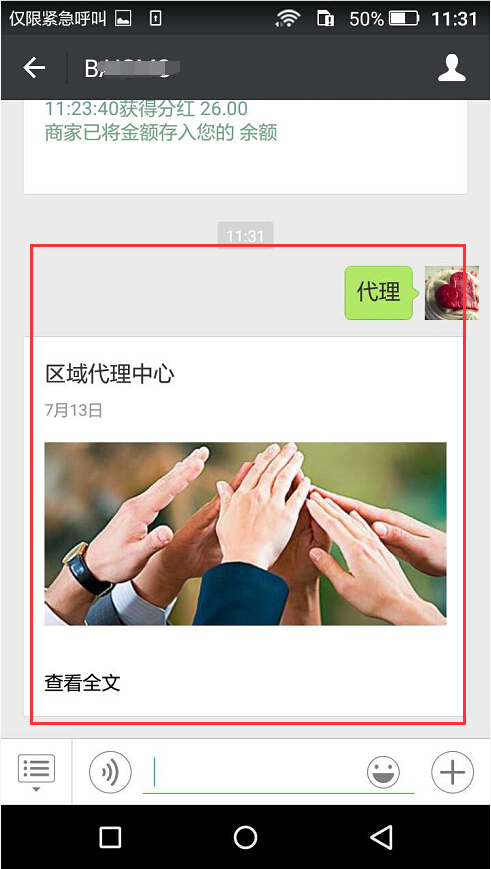 仅限紧急呼叫 50% 11:31
11:23:40获得分红 26.00
商家已将金额存入您的 余额
11:31
代理
区域代理中心
7月13日
查看全文